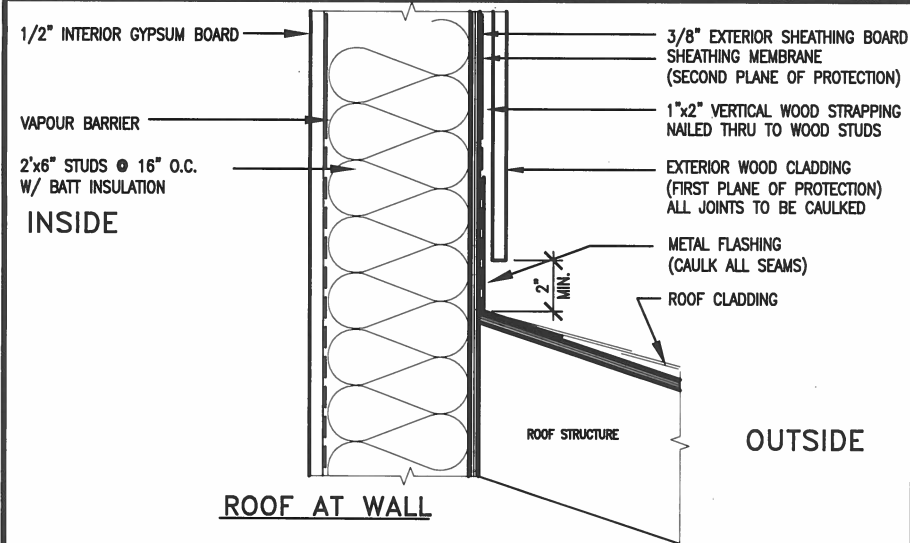 1/2" INTERIOR GYPSUM BOARD
VAPOUR BARRIER
2'x6" STUDS @ 16" O.C.
W/ BATT INSULATION
INSIDE
3/8" EXTERIOR SHEATHING BOARD
SHEATHING MEMBRANE
(SECOND PLANE OF PROTECTION)
1"x2" VERTICAL WOOD STRAPPING
NAILED THRU TO WOOD STUDS
EXTERIOR WOOD CLADDING
(FIRST PLANE OF PROTECTION)
ALL JOINTS TO BE CAULKED
METAL FLASHING
(CAULK ALL SEAMS)
2"
MIN.
ROOF CLADDING
ROOF STRUCTURE
OUTSIDE
ROOF AT WALL